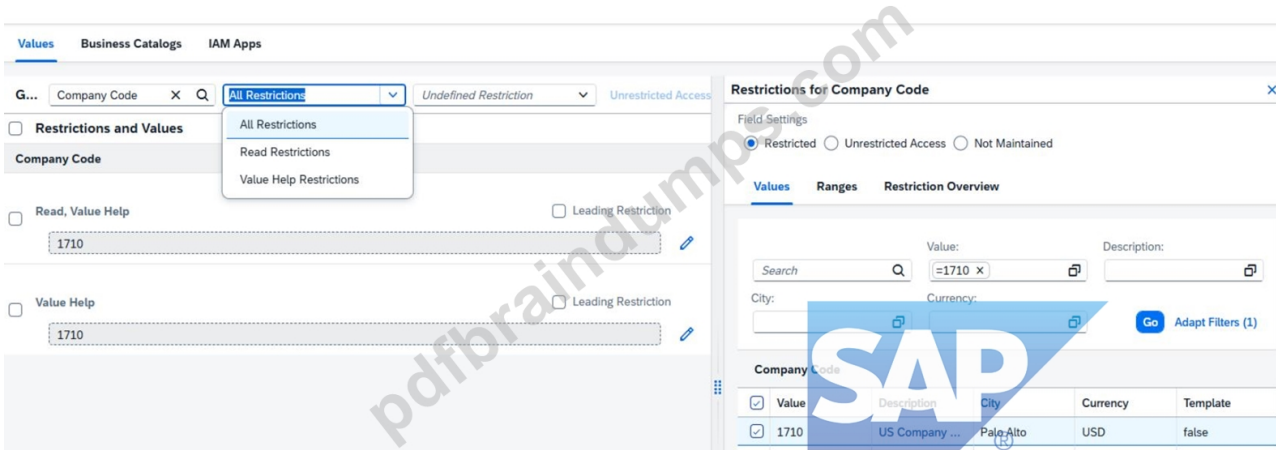 Values Business Catalogs IAM Apps
G... Company Code All Restrictions Undefined Restriction Unrestricted Access
All Restrictions
Read Restrictions
Value Help Restrictions
Restrictions and Values
Company Code
Read, Value Help Leading Restriction
1710
Value Help Leading Restriction
1710
Restrictions for Company Code
Field Settings
Restricted Unrestricted Access Not Maintained
Values Ranges Restriction Overview
Value: Description:
Search =1710
City: Currency:
Go Adapt Filters (1)
Company Code
Value Description City Currency Template
1710 US Company ... Palo Alto USD false
pdfbraindumps.com
SAP
®